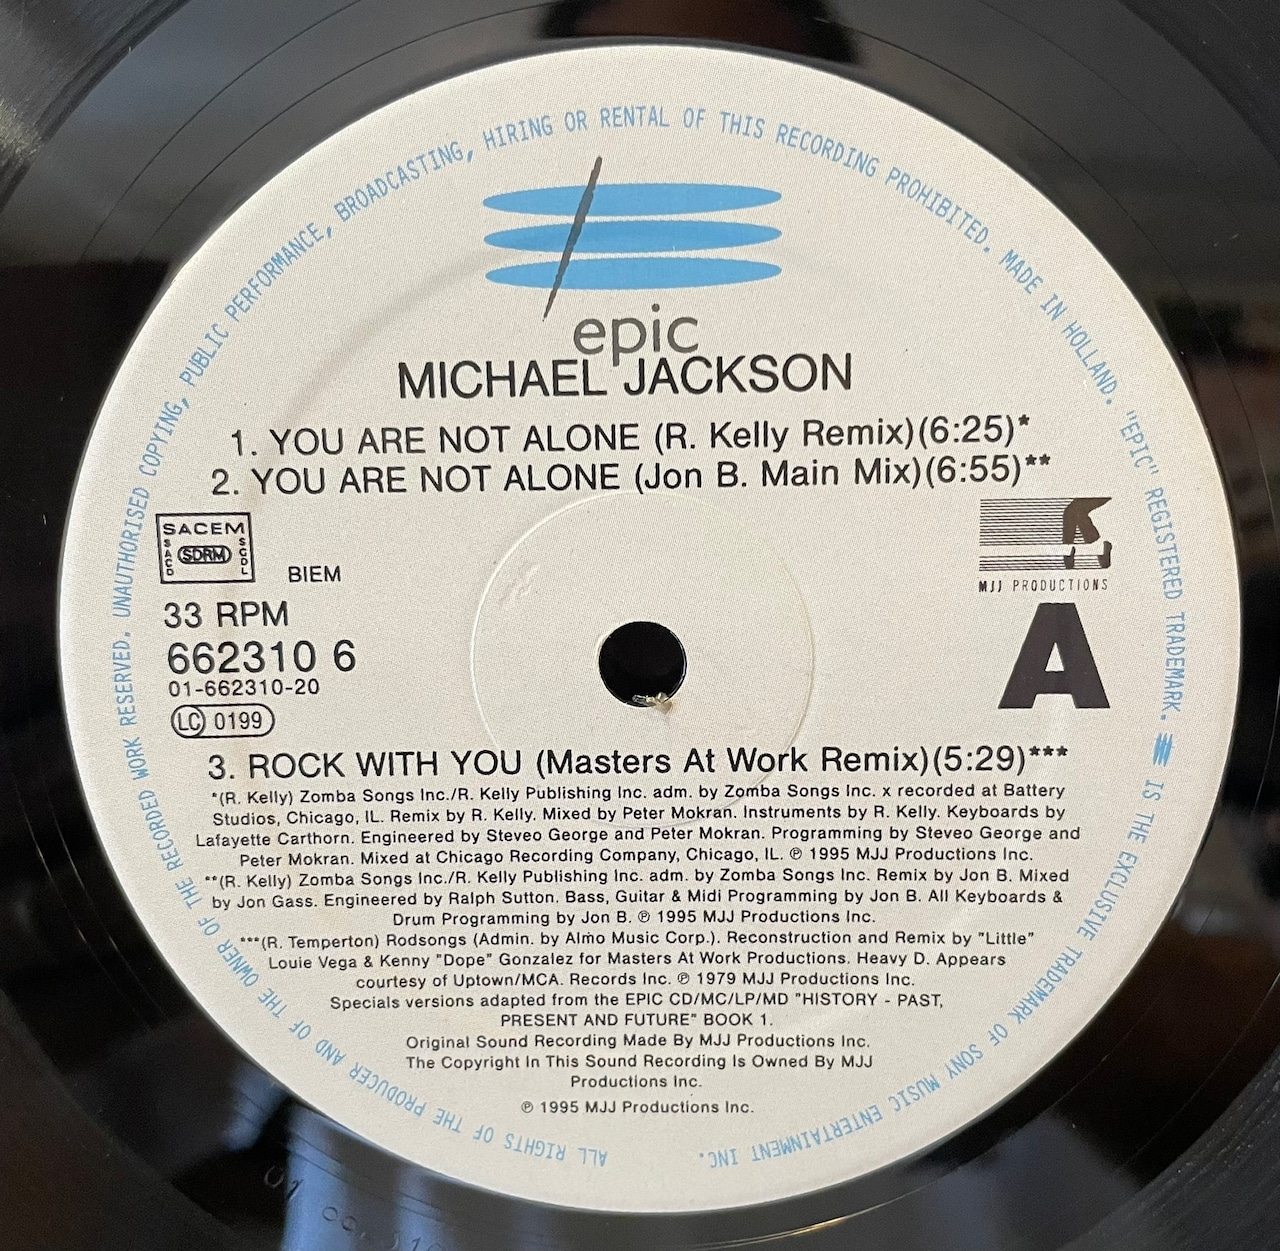 ALL RIGHTS OF THE PRODUCER AND OF THE OWNER OF THE RECORDED WORK RESERVED. UNAUTHORISED COPYING, PUBLIC PERFORMANCE, BROADCASTING, HIRING OR RENTAL OF THIS RECORDING PROHIBITED. MADE IN HOLLAND. "EPIC" REGISTERED TRADEMARK. IS THE EXCLUSIVE TRADEMARK OF SONY MUSIC ENTERTAINMENT INC.
epic
MICHAEL JACKSON
1. YOU ARE NOT ALONE (R. Kelly Remix)(6:25)*
2. YOU ARE NOT ALONE (Jon B. Main Mix)(6:55)**
SACEM
SACD SDRM SGDL
BIEM
MJJ PRODUCTIONS
33 RPM
A
662310 6
01-662310-20
LC 0199
3. ROCK WITH YOU (Masters At Work Remix)(5:29)***
*(R. Kelly) Zomba Songs Inc./R. Kelly Publishing Inc. adm. by Zomba Songs Inc. x recorded at Battery
Studios, Chicago, IL. Remix by R. Kelly. Mixed by Peter Mokran. Instruments by R. Kelly. Keyboards by
Lafayette Carthorn. Engineered by Steveo George and Peter Mokran. Programming by Steveo George and
Peter Mokran. Mixed at Chicago Recording Company, Chicago, IL. ℗ 1995 MJJ Productions Inc.
**(R. Kelly) Zomba Songs Inc./R. Kelly Publishing Inc. adm. by Zomba Songs Inc. Remix by Jon B. Mixed
by Jon Gass. Engineered by Ralph Sutton. Bass, Guitar & Midi Programming by Jon B. All Keyboards &
Drum Programming by Jon B. ℗ 1995 MJJ Productions Inc.
***(R. Temperton) Rodsongs (Admin. by Almo Music Corp.). Reconstruction and Remix by "Little"
Louie Vega & Kenny "Dope" Gonzalez for Masters At Work Productions. Heavy D. Appears
courtesy of Uptown/MCA. Records Inc. ℗ 1979 MJJ Productions Inc.
Specials versions adapted from the EPIC CD/MC/LP/MD "HISTORY - PAST,
PRESENT AND FUTURE" BOOK 1.
Original Sound Recording Made By MJJ Productions Inc.
The Copyright In This Sound Recording Is Owned By MJJ
Productions Inc.
℗ 1995 MJJ Productions Inc.